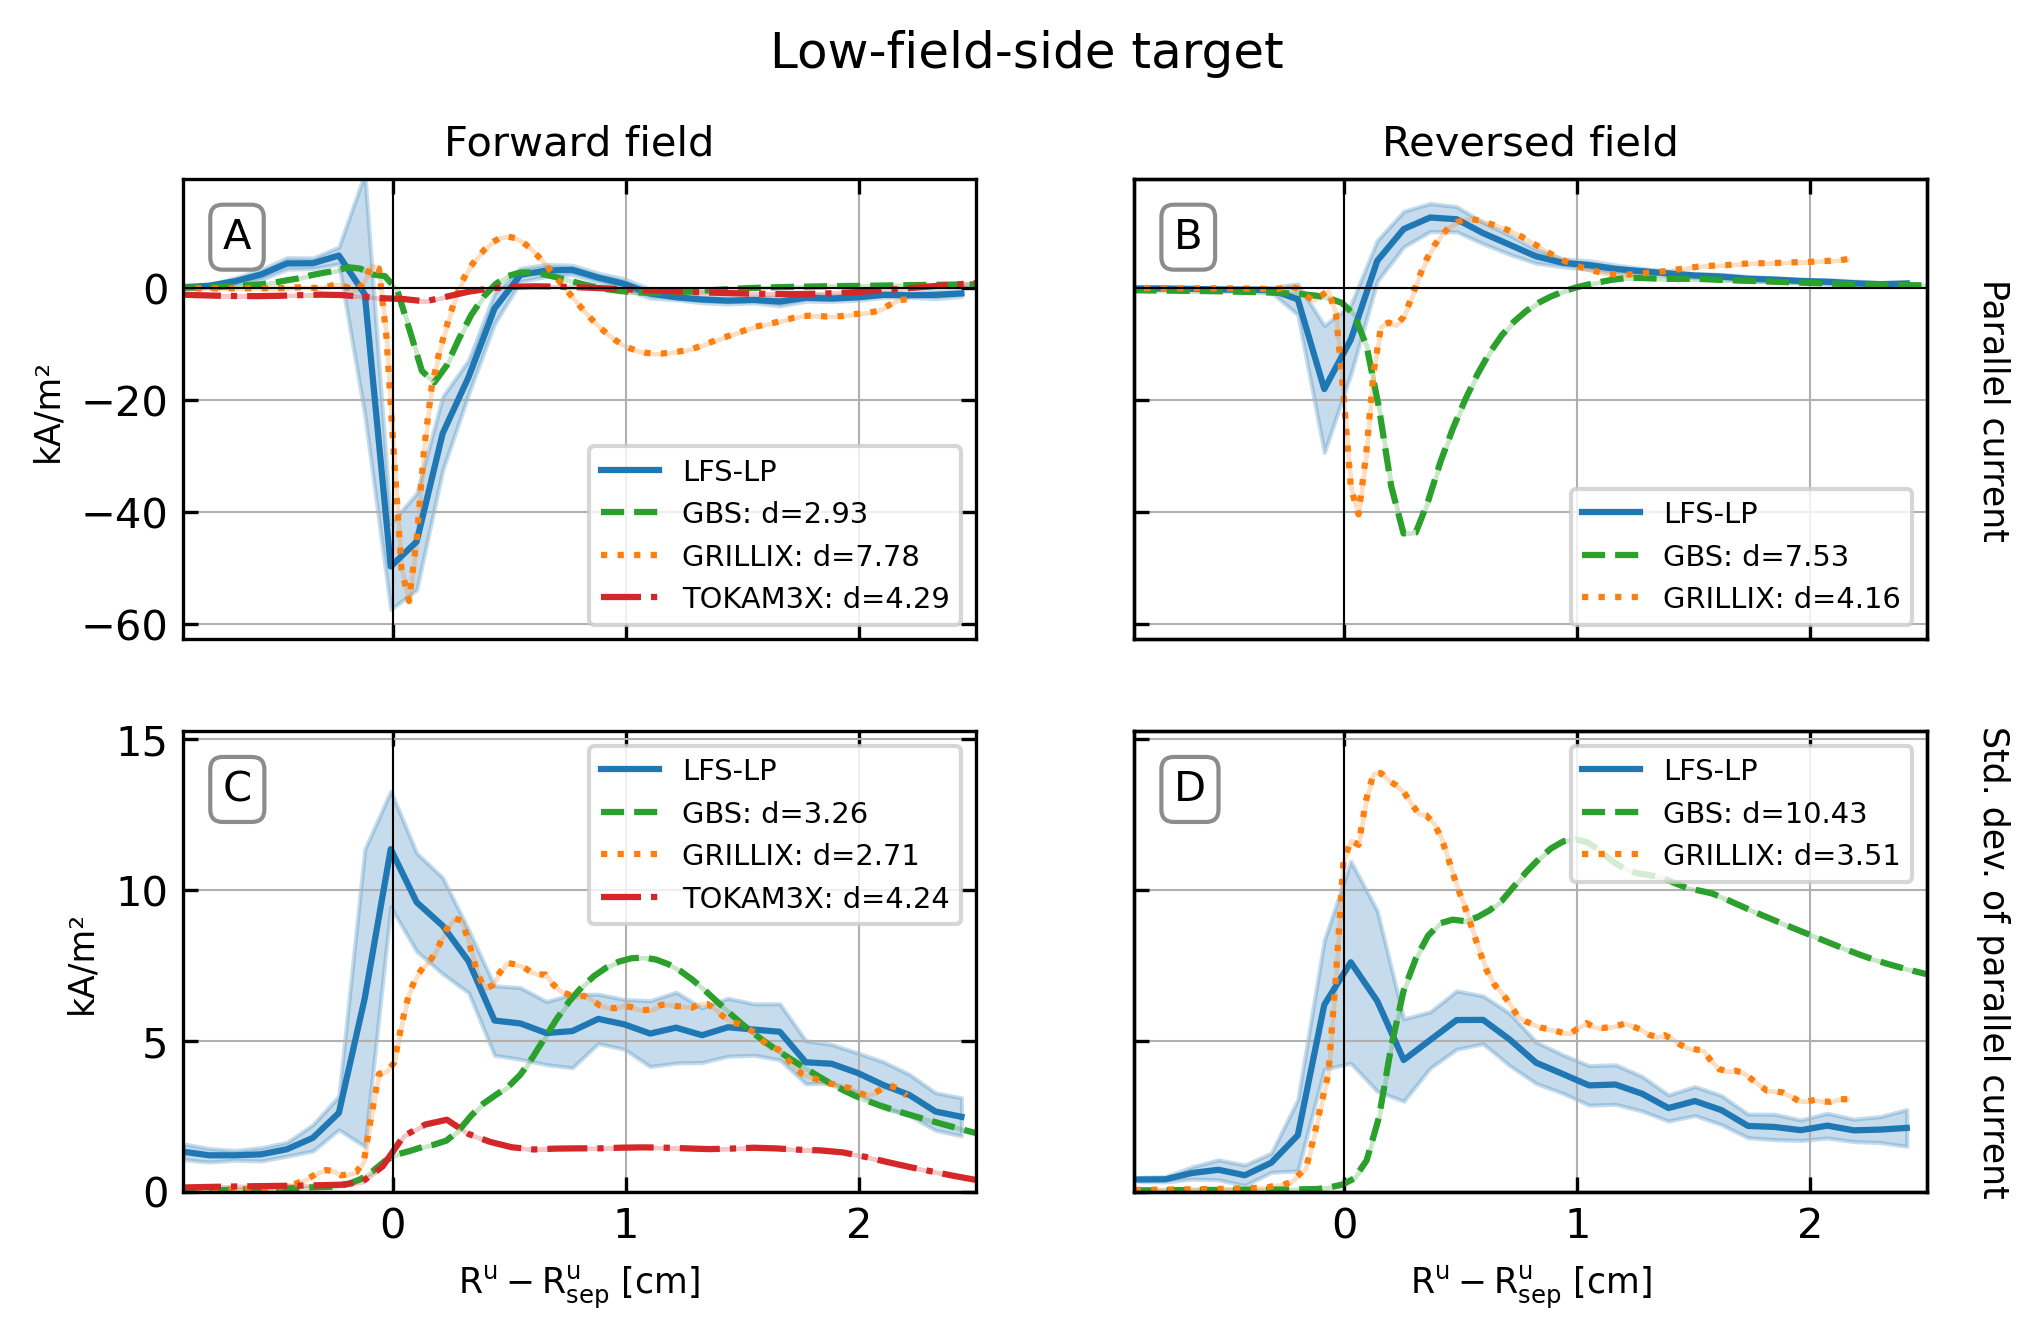 Low-field-side target
Forward field
Reversed field
A
B
0
−20
−40
−60
kA/m²
LFS-LP
GBS: d=2.93
GRILLIX: d=7.78
TOKAM3X: d=4.29
LFS-LP
GBS: d=7.53
GRILLIX: d=4.16
Parallel current
C
D
15
10
5
0
kA/m²
LFS-LP
GBS: d=3.26
GRILLIX: d=2.71
TOKAM3X: d=4.24
LFS-LP
GBS: d=10.43
GRILLIX: d=3.51
Std. dev. of parallel current
0 1 2
0 1 2
Rᵘ − Rᵘsep [cm]
Rᵘ − Rᵘsep [cm]